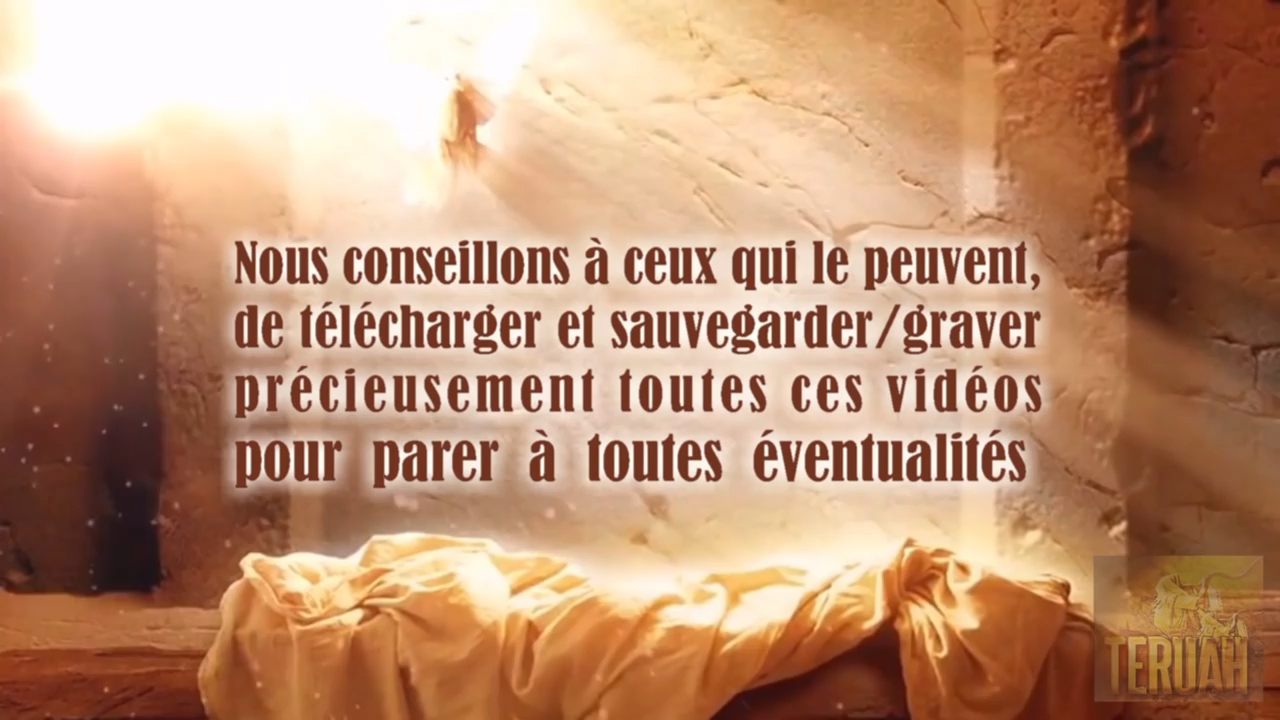 Nous conseillons à ceux qui le peuvent,
de télécharger et sauvegarder/graver
précieusement toutes ces vidéos
pour parer à toutes éventualités
TERUAH